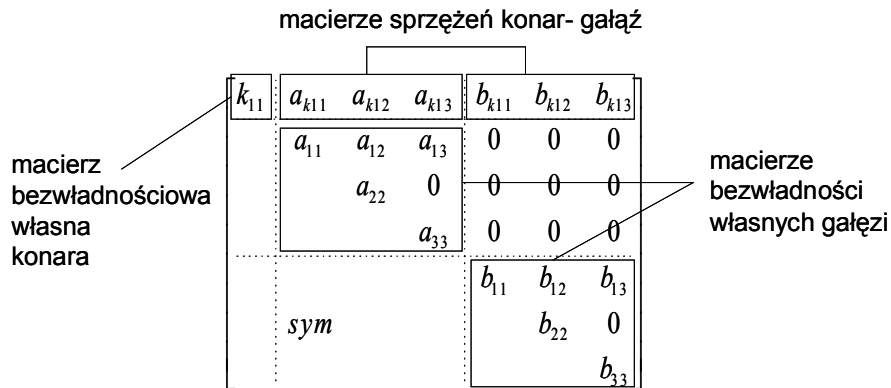 macierze sprzężeń konar- gałąź
k11 ak11 ak12 ak13 bk11 bk12 bk13
a11 a12 a13 0 0 0
a22 0 0 0 0
a33 0 0 0
b11 b12 b13
sym b22 0
b33
macierz
bezwładnościowa
własna
konara
macierze
bezwładności
własnych gałęzi